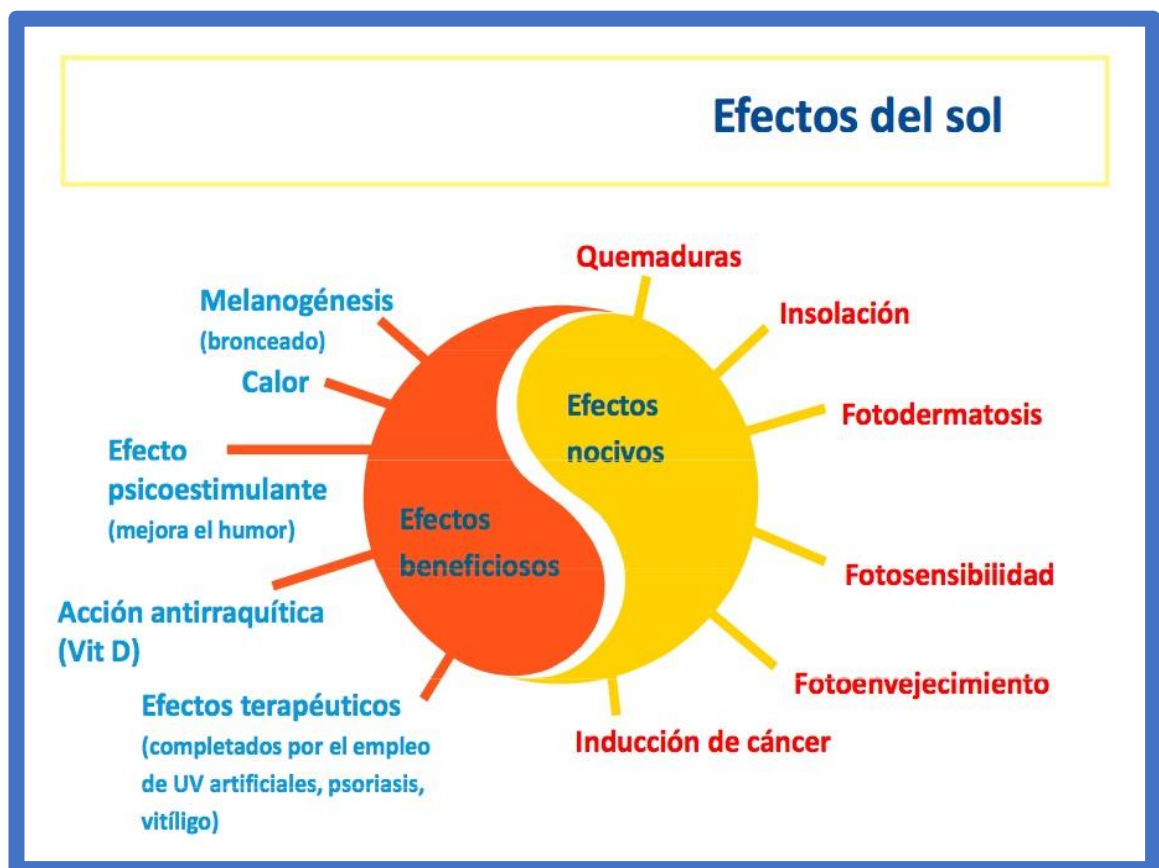 Efectos del sol
Melanogénesis
(bronceado)
Calor
Efecto
psicoestimulante
(mejora el humor)
Acción antirraquítica
(Vit D)
Efectos terapéuticos
(completados por el empleo
de UV artificiales, psoriasis,
vitíligo)
Efectos
beneficiosos
Efectos
nocivos
Quemaduras
Insolación
Fotodermatosis
Fotosensibilidad
Fotoenvejecimiento
Inducción de cáncer